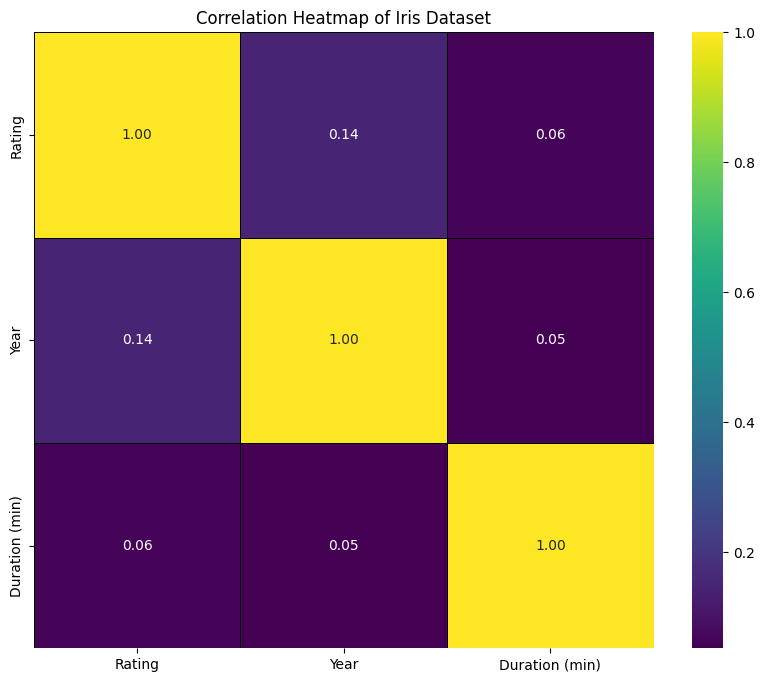 Correlation Heatmap of Iris Dataset
Rating
1.00
0.14
0.06
Year
0.14
1.00
0.05
Duration (min)
0.06
0.05
1.00
Rating
Year
Duration (min)
1.0
0.8
0.6
0.4
0.2